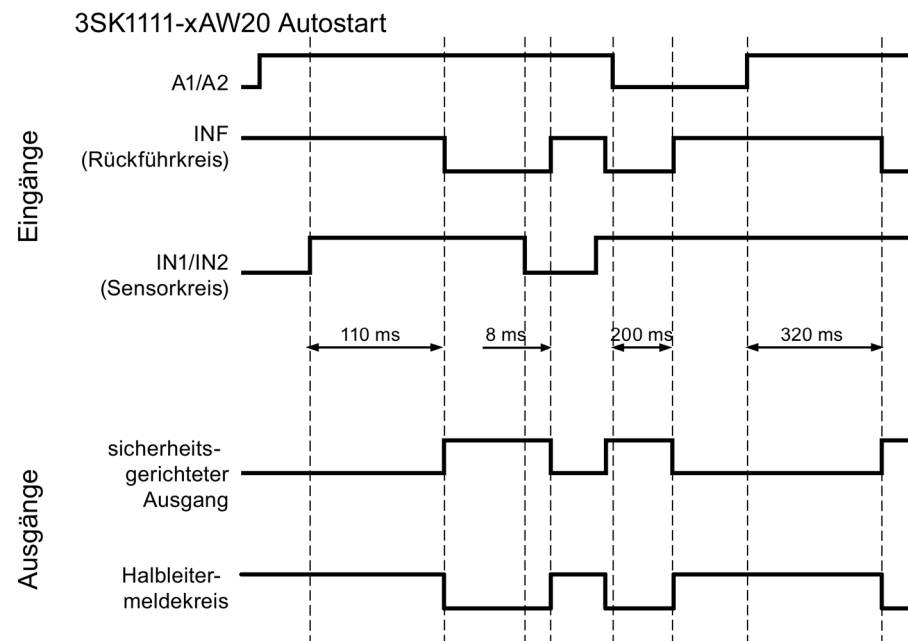 3SK1111-xAW20 Autostart
Eingänge
A1/A2
INF
(Rückführkreis)
IN1/IN2
(Sensorkreis)
110 ms
8 ms
200 ms
320 ms
Ausgänge
sicherheits-
gerichteter
Ausgang
Halbleiter-
meldekreis